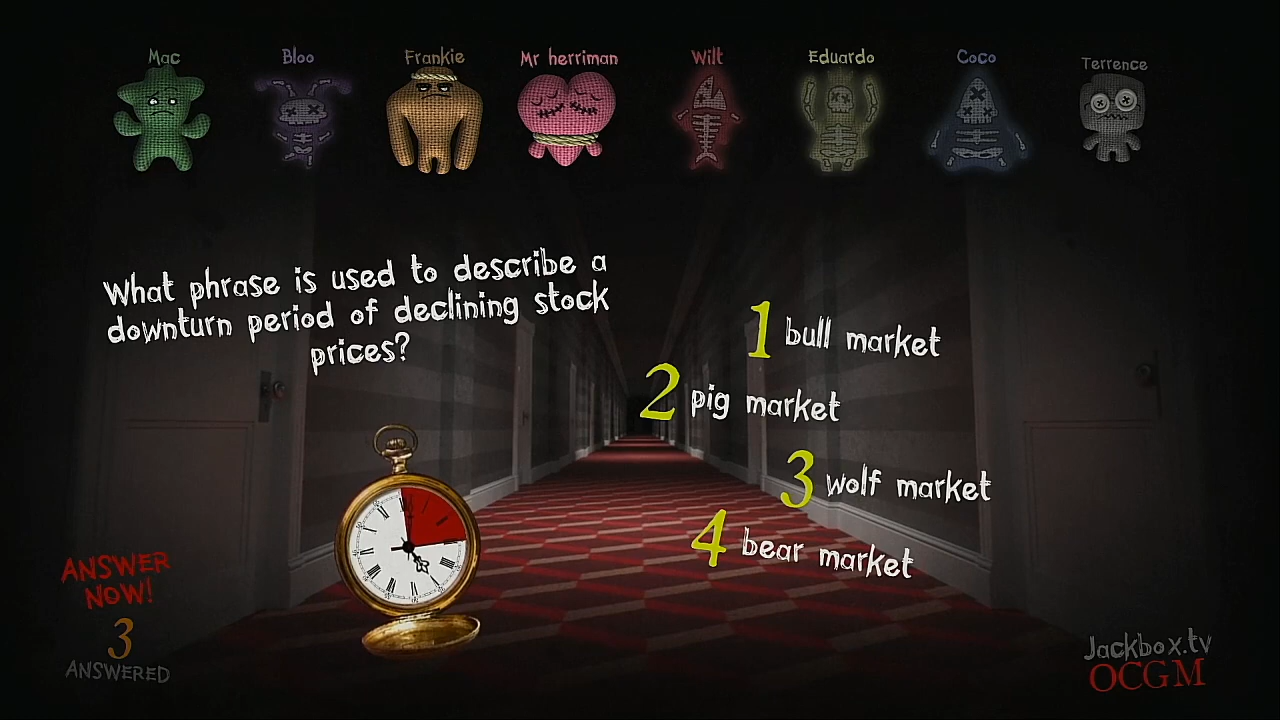 Mac
Bloo
Frankie
Mr herriman
Wilt
Eduardo
Coco
Terrence
What phrase is used to describe a
downturn period of declining stock
prices?
1 bull market
2 pig market
3 wolf market
4 bear market
ANSWER
NOW!
3
ANSWERED
Jackbox.tv
OCGM